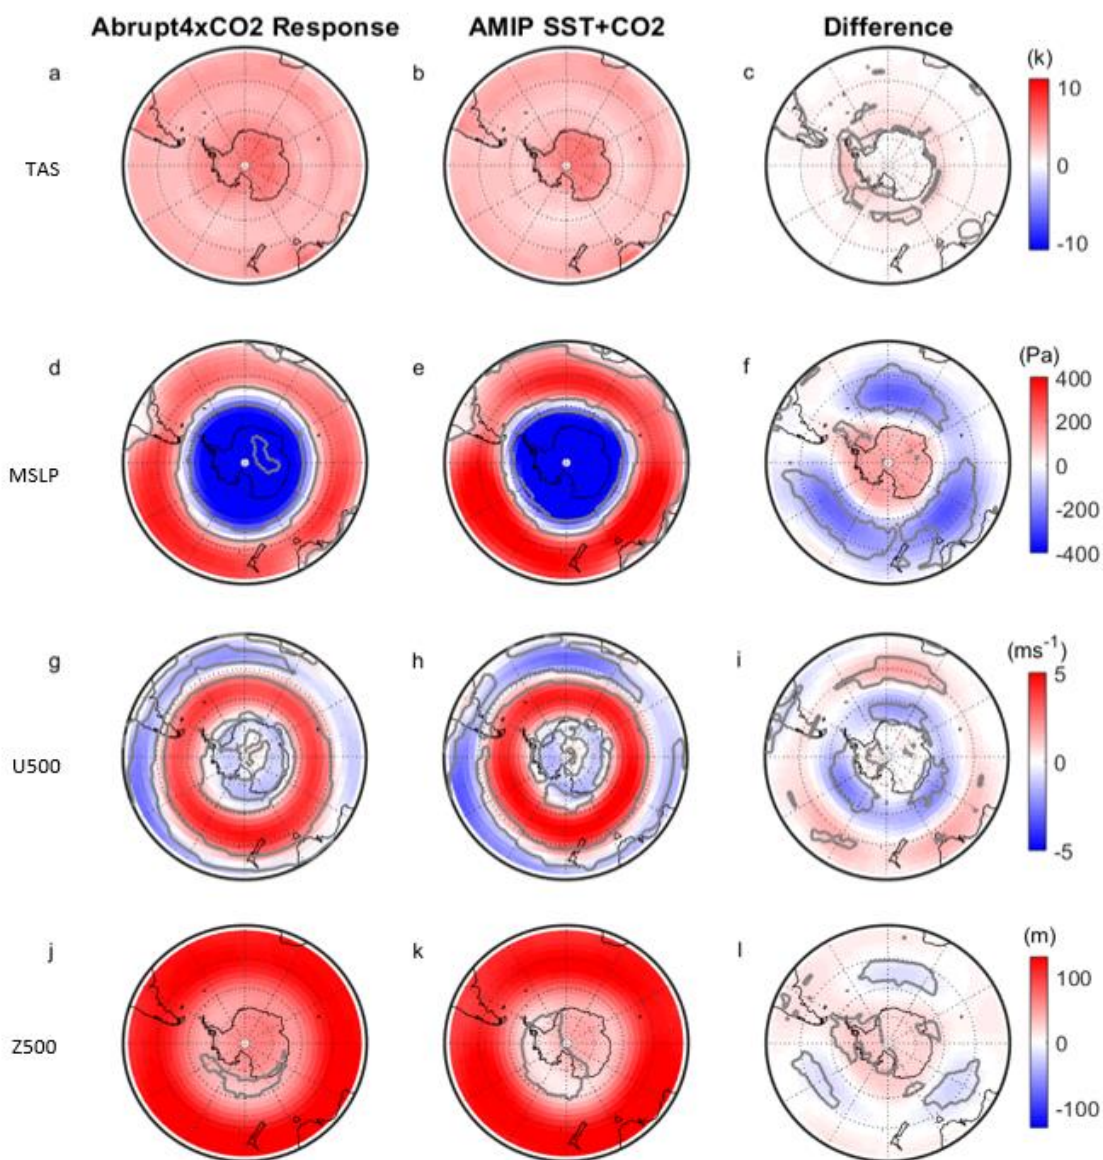 Abrupt4xCO2 Response AMIP SST+CO2 Difference
a b c (k)
10
TAS 0
-10
d e f (Pa)
400
200
MSLP 0
-200
-400
g h i (ms-1)
5
U500 0
-5
j k l (m)
100
Z500 0
-100